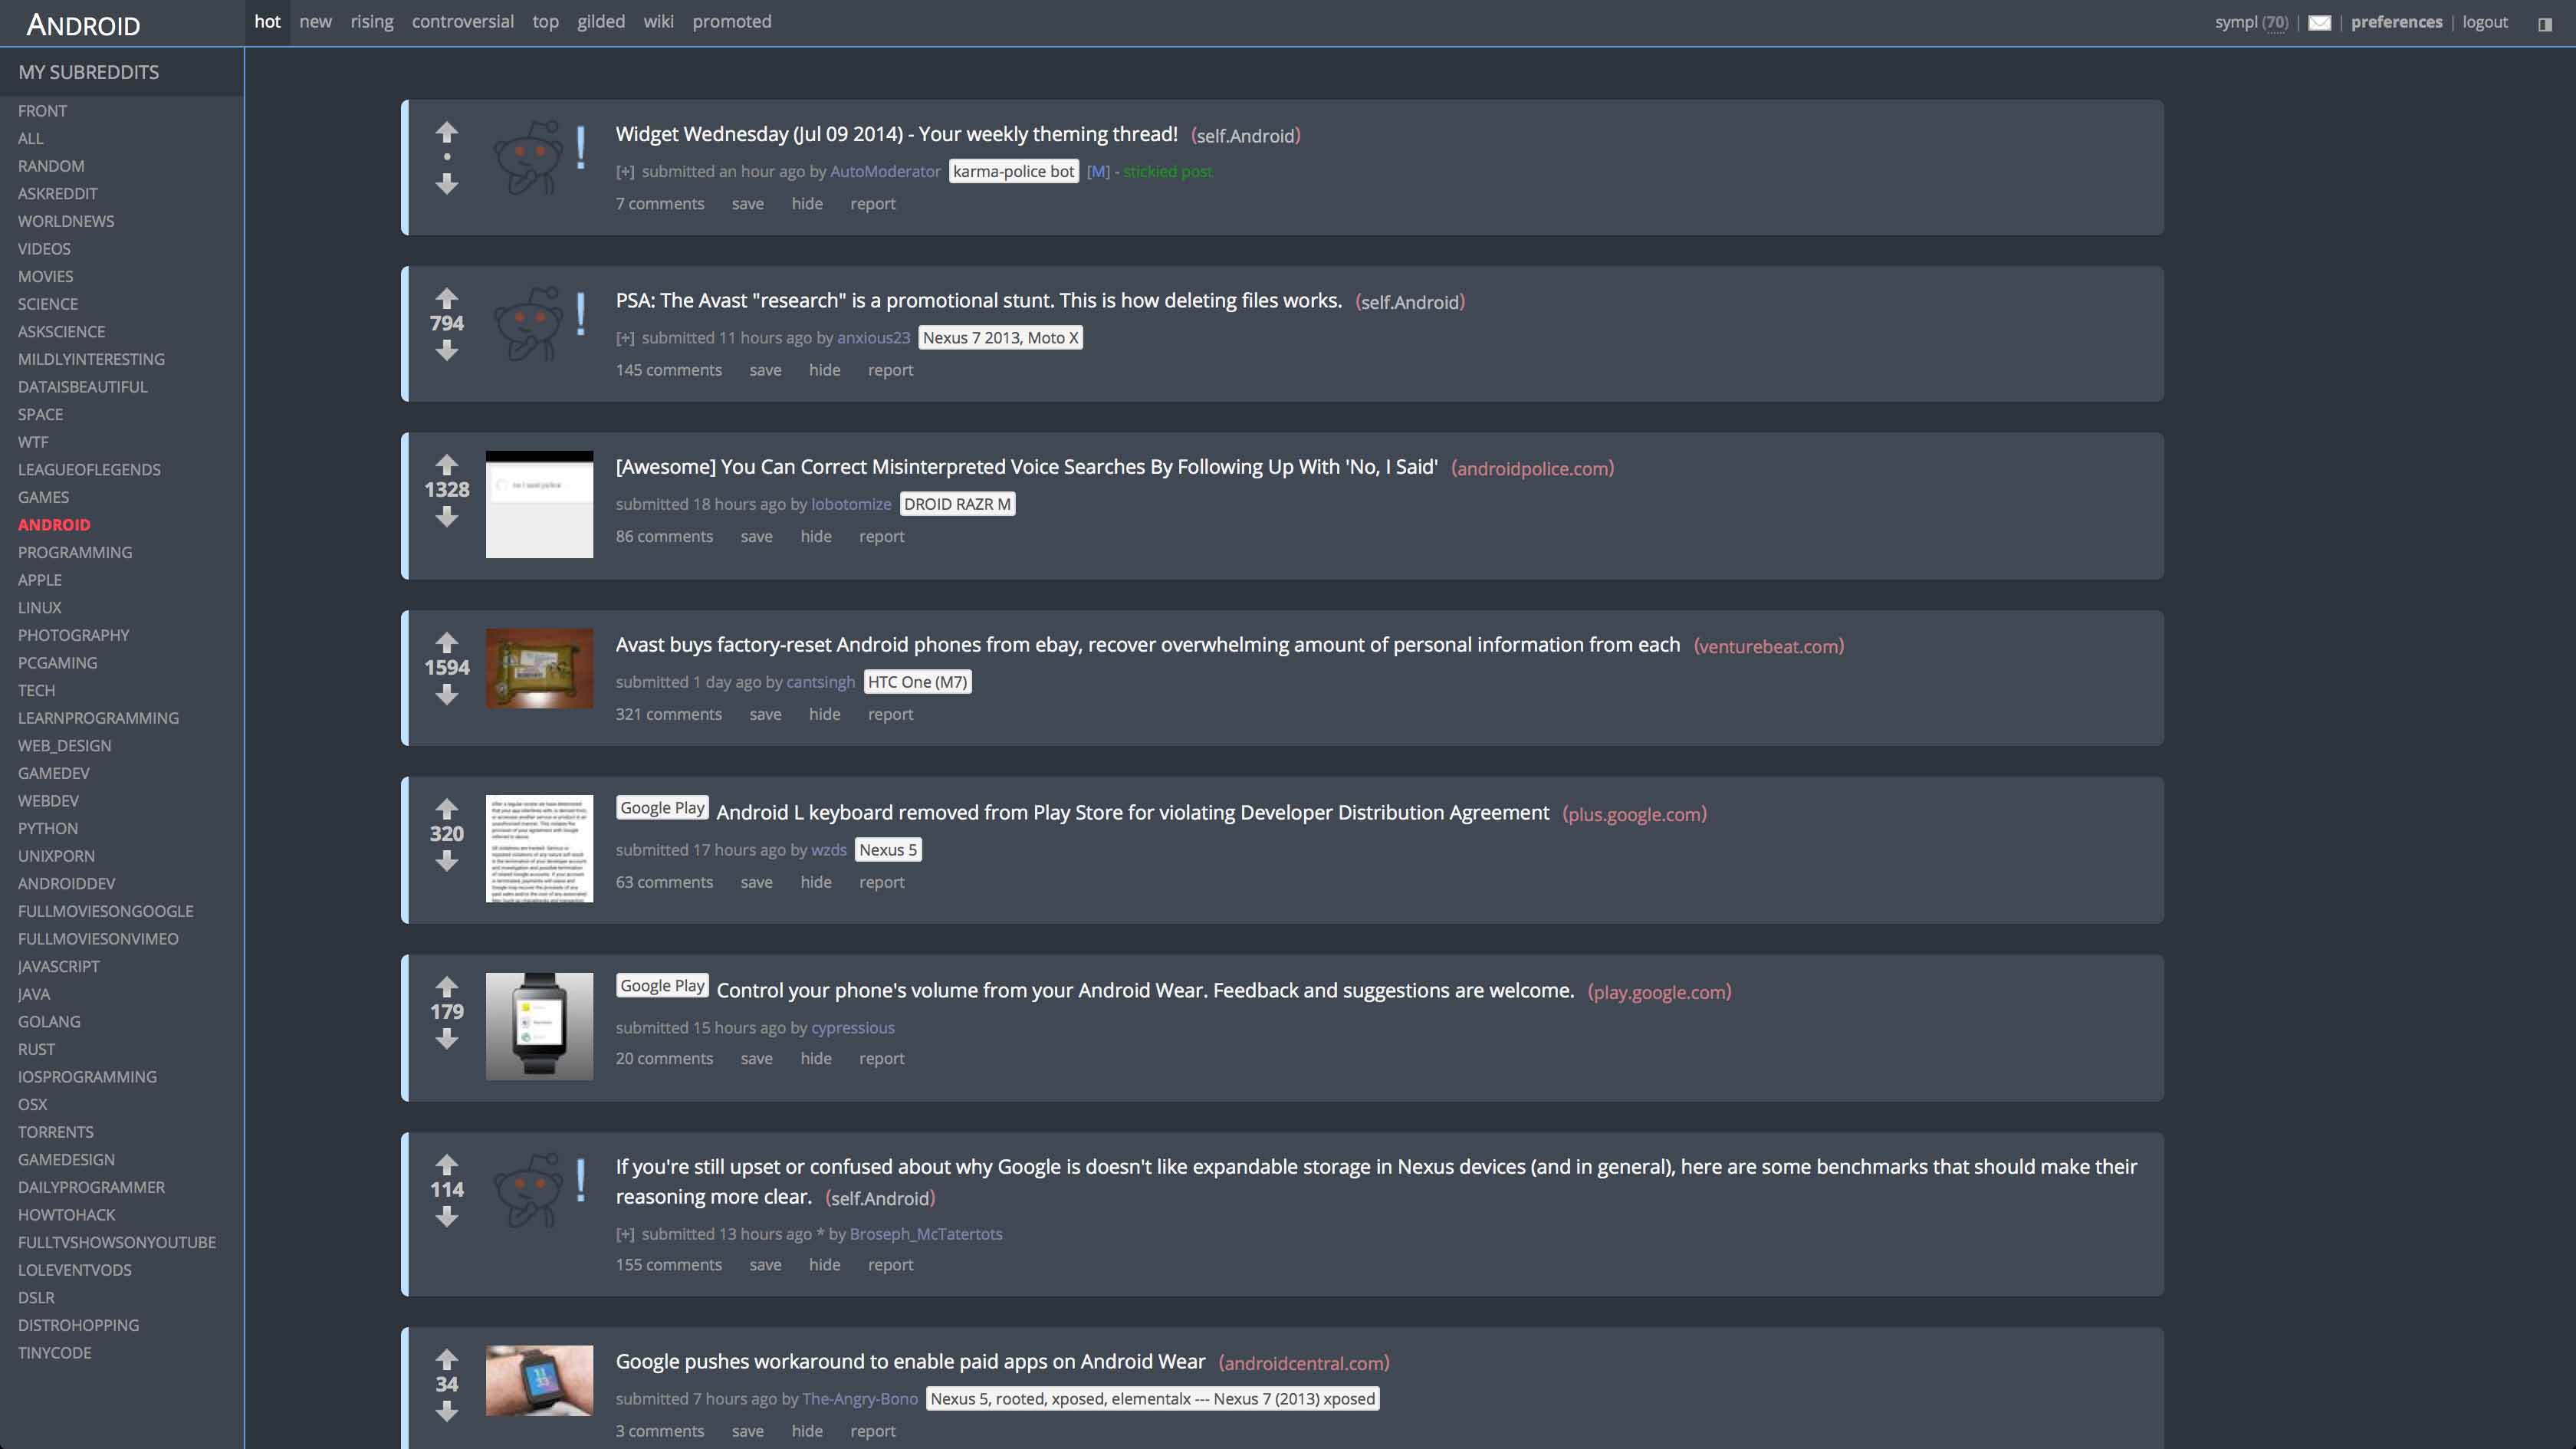 ANDROID
hot new rising controversial top gilded wiki promoted
sympl (70) | | preferences | logout
MY SUBREDDITS
FRONT
ALL
RANDOM
ASKREDDIT
WORLDNEWS
VIDEOS
MOVIES
SCIENCE
ASKSCIENCE
MILDLYINTERESTING
DATAISBEAUTIFUL
SPACE
WTF
LEAGUEOFLEGENDS
GAMES
ANDROID
PROGRAMMING
APPLE
LINUX
PHOTOGRAPHY
PCGAMING
TECH
LEARNPROGRAMMING
WEB_DESIGN
GAMEDEV
WEBDEV
PYTHON
UNIXPORN
ANDROIDDEV
FULLMOVIESONGOOGLE
FULLMOVIESONVIMEO
JAVASCRIPT
JAVA
GOLANG
RUST
IOSPROGRAMMING
OSX
TORRENTS
GAMEDESIGN
DAILYPROGRAMMER
HOWTOHACK
FULLTVSHOWSONYOUTUBE
LOLEVENTVODS
DSLR
DISTROHOPPING
TINYCODE
•
Widget Wednesday (Jul 09 2014) - Your weekly theming thread! (self.Android)
[+] submitted an hour ago by AutoModerator karma-police bot [M] - stickied post
7 comments save hide report
794
PSA: The Avast "research" is a promotional stunt. This is how deleting files works. (self.Android)
[+] submitted 11 hours ago by anxious23 Nexus 7 2013, Moto X
145 comments save hide report
1328
[Awesome] You Can Correct Misinterpreted Voice Searches By Following Up With 'No, I Said' (androidpolice.com)
submitted 18 hours ago by lobotomize DROID RAZR M
86 comments save hide report
1594
Avast buys factory-reset Android phones from ebay, recover overwhelming amount of personal information from each (venturebeat.com)
submitted 1 day ago by cantsingh HTC One (M7)
321 comments save hide report
320
Google Play Android L keyboard removed from Play Store for violating Developer Distribution Agreement (plus.google.com)
submitted 17 hours ago by wzds Nexus 5
63 comments save hide report
179
Google Play Control your phone's volume from your Android Wear. Feedback and suggestions are welcome. (play.google.com)
submitted 15 hours ago by cypressious
20 comments save hide report
114
If you're still upset or confused about why Google is doesn't like expandable storage in Nexus devices (and in general), here are some benchmarks that should make their
reasoning more clear. (self.Android)
[+] submitted 13 hours ago * by Broseph_McTatertots
155 comments save hide report
34
Google pushes workaround to enable paid apps on Android Wear (androidcentral.com)
submitted 7 hours ago by The-Angry-Bono Nexus 5, rooted, xposed, elementalx --- Nexus 7 (2013) xposed
3 comments save hide report